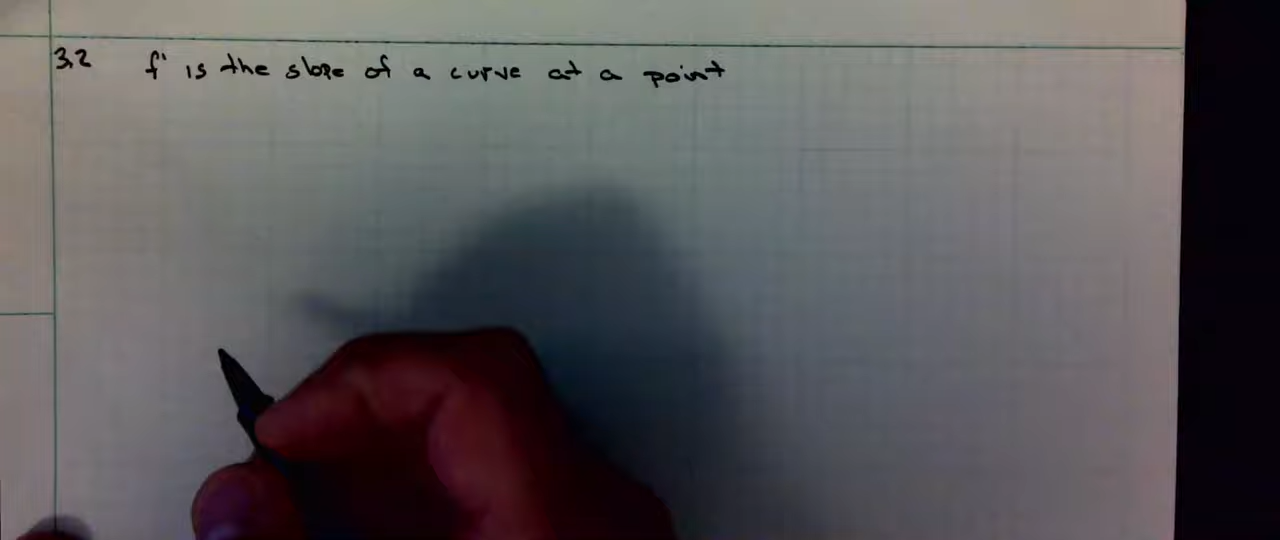 3.2 f' is the slope of a curve at a point